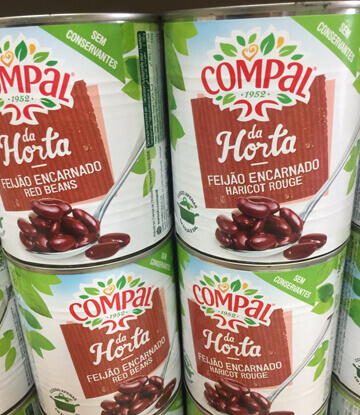 SEM
CONSERVANTES
COMPAL
1952
da
Horta
FEIJÃO ENCARNADO
RED BEANS
SEM
CONSERVANTES
COMPAL
1952
da
Horta
FEIJÃO ENCARNADO
HARICOT ROUGE
SEM
CONSERVANTES
COMPAL
1952
da
Horta
FEIJÃO ENCARNADO
RED BEANS
SEM
CONSERVANTES
COMPAL
1952
da
Horta
FEIJÃO ENCARNADO
HARICOT ROUGE